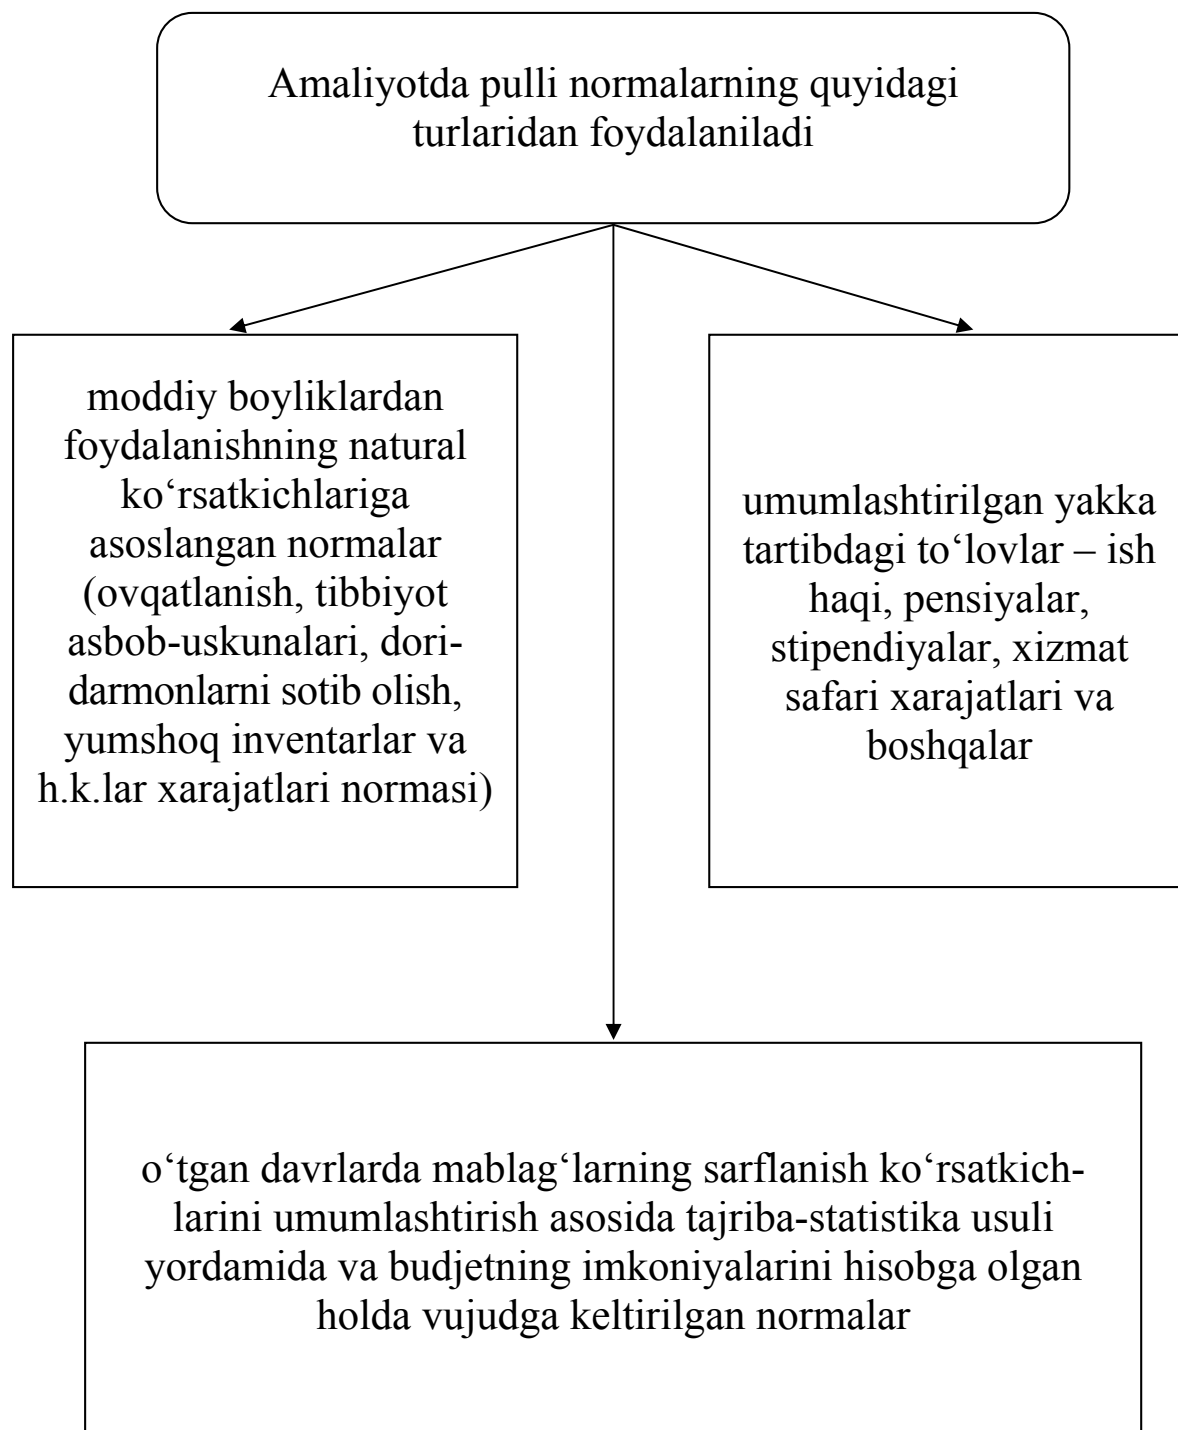 Amaliyotda pulli normalarning quyidagi
turlaridan foydalaniladi
moddiy boyliklardan
foydalanishning natural
ko‘rsatkichlariga
asoslangan normalar
(ovqatlanish, tibbiyot
asbob-uskunalari, dori-
darmonlarni sotib olish,
yumshoq inventarlar va
h.k.lar xarajatlari normasi)
umumlashtirilgan yakka
tartibdagi to‘lovlar – ish
haqi, pensiyalar,
stipendiyalar, xizmat
safari xarajatlari va
boshqalar
o‘tgan davrlarda mablag‘larning sarflanish ko‘rsatkich-
larini umumlashtirish asosida tajriba-statistika usuli
yordamida va budjetning imkoniyalarini hisobga olgan
holda vujudga keltirilgan normalar